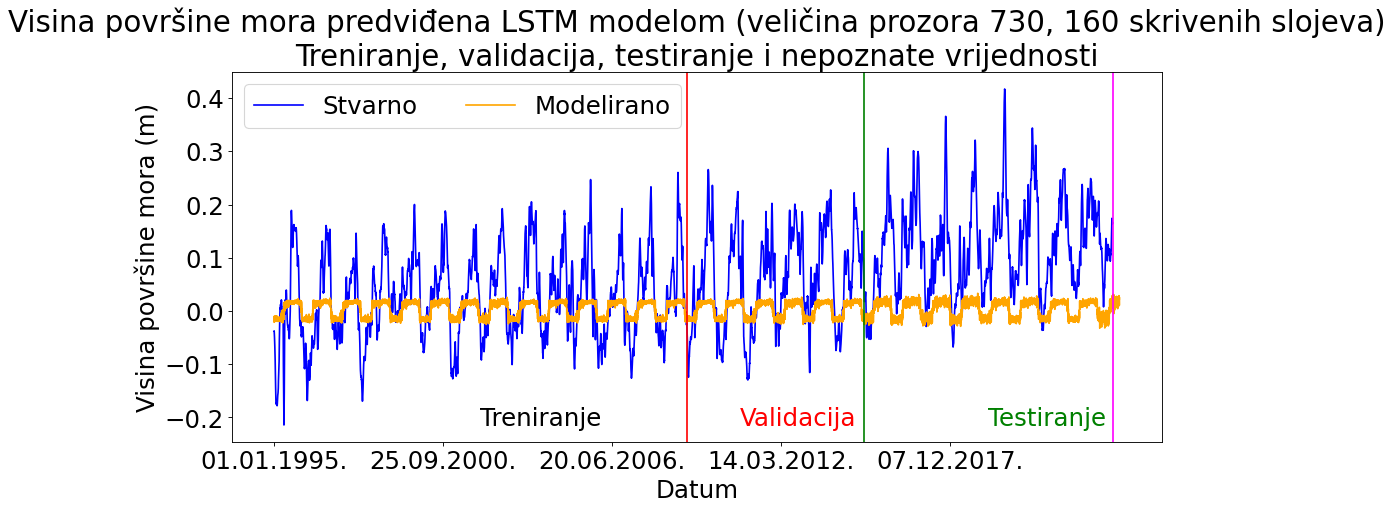 Visina površine mora predviđena LSTM modelom (veličina prozora 730, 160 skrivenih slojeva)
Treniranje, validacija, testiranje i nepoznate vrijednosti
Stvarno Modelirano
Visina površine mora (m)
0.4
0.3
0.2
0.1
0.0
−0.1
−0.2
Treniranje Validacija Testiranje
01.01.1995. 25.09.2000. 20.06.2006. 14.03.2012. 07.12.2017.
Datum